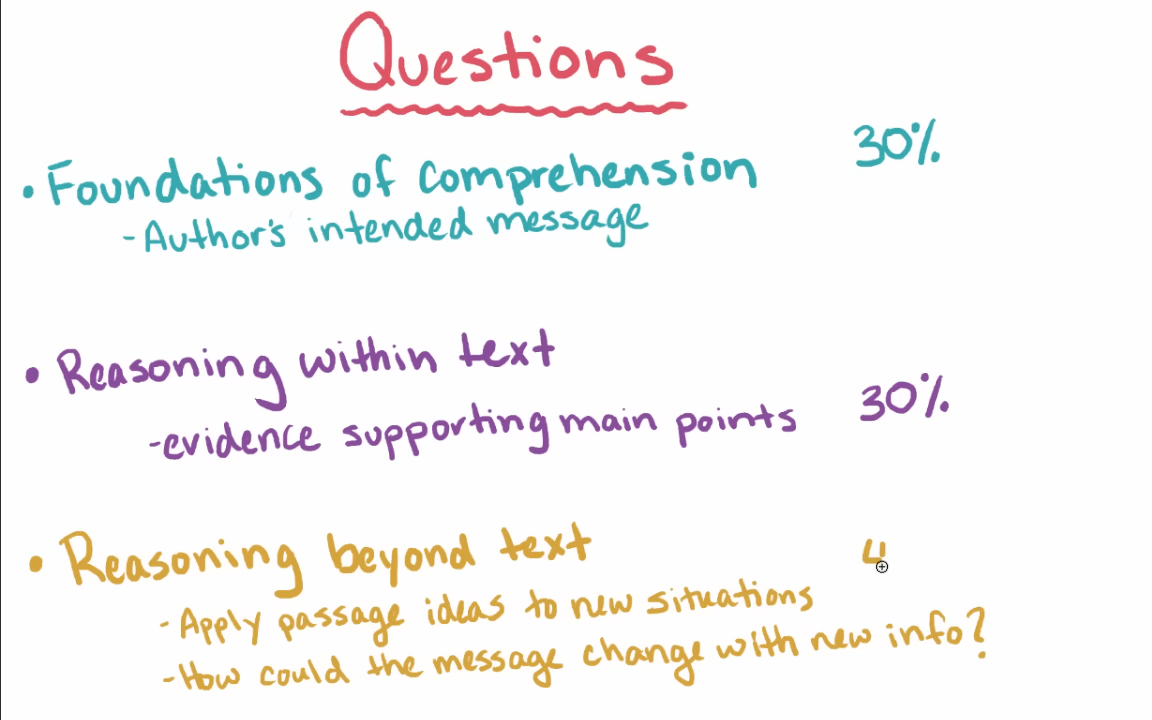 Questions
• Foundations of comprehension 30%
- Author's intended message
• Reasoning within text
- evidence supporting main points 30%
• Reasoning beyond text 4
- Apply passage ideas to new situations
- How could the message change with new info?